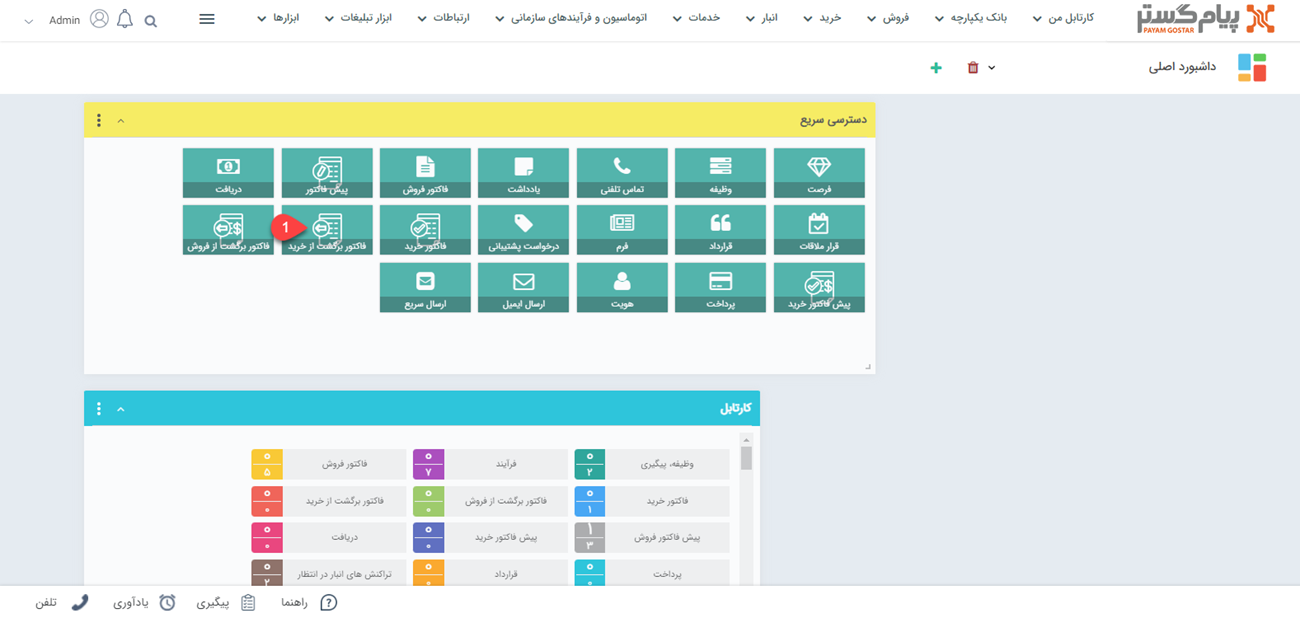 پیام گستر
PAYAM GOSTAR
کارتابل من
بانک یکپارچه
فروش
خرید
انبار
خدمات
اتوماسیون و فرآیندهای سازمانی
ارتباطات
ابزار تبلیغات
ابزارها
Admin
داشبورد اصلی
دسترسی سریع
فرصت
وظیفه
تماس تلفنی
یادداشت
فاکتور فروش
پیش فاکتور
دریافت
قرار ملاقات
قرارداد
فرم
درخواست پشتیبانی
فاکتور خرید
فاکتور برگشت از خرید
1
فاکتور برگشت از فروش
پیش فاکتور خرید
پرداخت
هویت
ارسال ایمیل
ارسال سریع
کارتابل
وظیفه، پیگیری
۰
۲
فرآیند
۰
۷
فاکتور فروش
۰
۵
فاکتور خرید
۰
۱
فاکتور برگشت از فروش
۰
۰
فاکتور برگشت از خرید
۰
۰
پیش فاکتور فروش
۱
۳
پیش فاکتور خرید
۰
۰
دریافت
۰
۰
پرداخت
۰
۰
قرارداد
۰
۰
تراکنش های انبار در انتظار
۰
۲
راهنما
پیگیری
یادآوری
تلفن